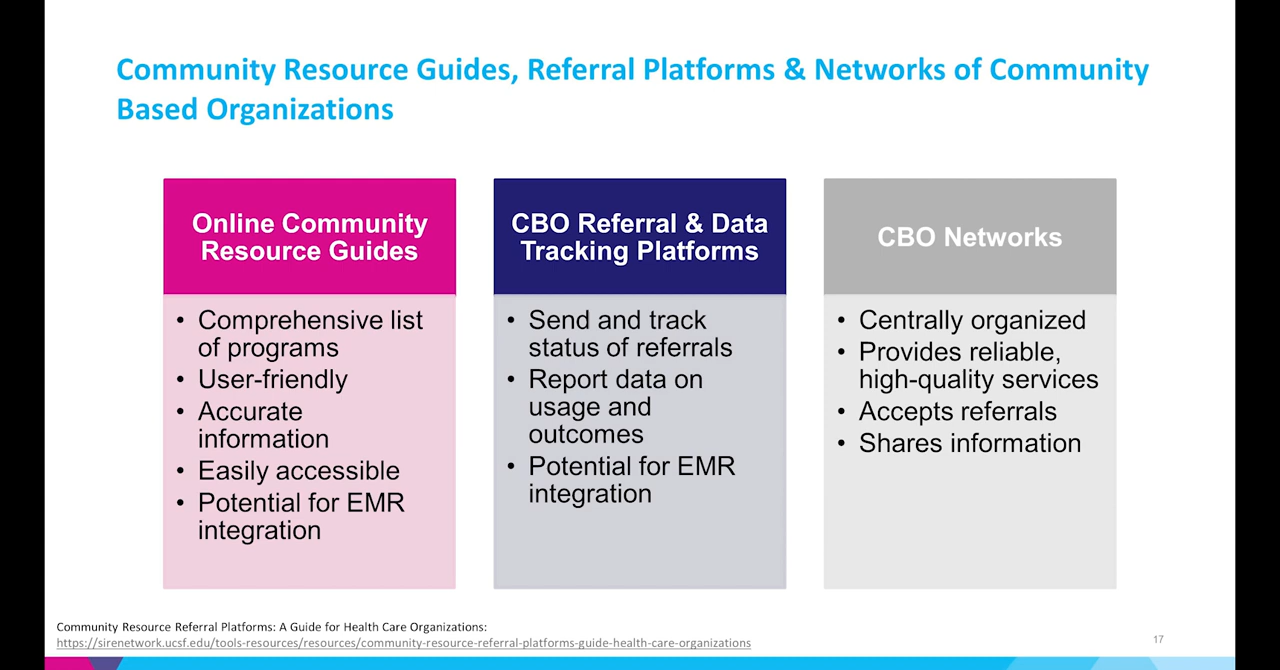 Community Resource Guides, Referral Platforms & Networks of Community
Based Organizations
Online Community
Resource Guides
• Comprehensive list
of programs
• User-friendly
• Accurate
information
• Easily accessible
• Potential for EMR
integration
CBO Referral & Data
Tracking Platforms
• Send and track
status of referrals
• Report data on
usage and
outcomes
• Potential for EMR
integration
CBO Networks
• Centrally organized
• Provides reliable,
high-quality services
• Accepts referrals
• Shares information
Community Resource Referral Platforms: A Guide for Health Care Organizations:
https://sirenetwork.ucsf.edu/tools-resources/resources/community-resource-referral-platforms-guide-health-care-organizations
17